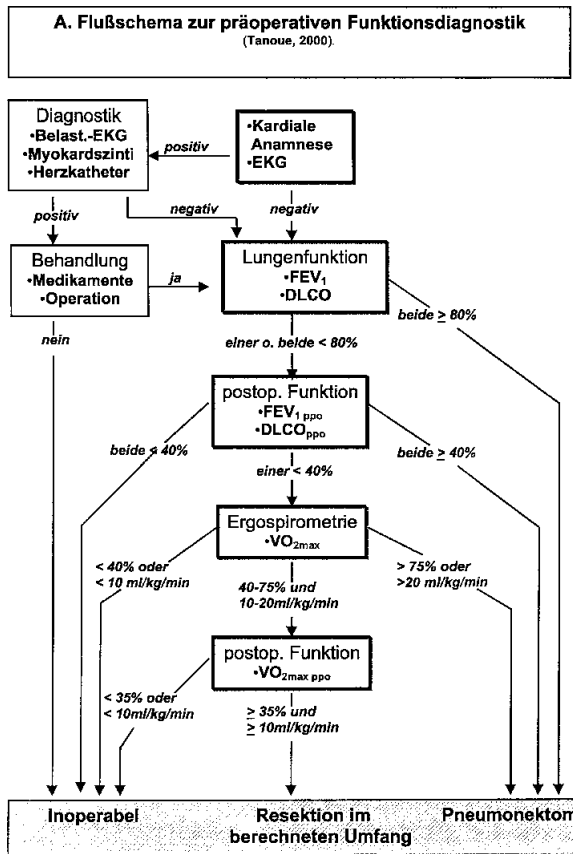 A. Flußschema zur präoperativen Funktionsdiagnostik
(Tanoue, 2000).
Diagnostik
•Belast.-EKG
•Myokardszinti
•Herzkatheter
positiv
•Kardiale
Anamnese
•EKG
positiv
negativ
negativ
Behandlung
•Medikamente
•Operation
ja
nein
Lungenfunktion
•FEV1
•DLCO
beide ≥ 80%
einer o. beide < 80%
postop. Funktion
•FEV1 ppo
•DLCOppo
beide < 40%
beide ≥ 40%
einer < 40%
Ergospirometrie
•VO2max
< 40% oder
< 10 ml/kg/min
> 75% oder
>20 ml/kg/min
40-75% und
10-20ml/kg/min
postop. Funktion
•VO2max ppo
< 35% oder
< 10ml/kg/min
≥ 35% und
≥ 10ml/kg/min
Inoperabel
Resektion im
berechneten Umfang
Pneumonektom